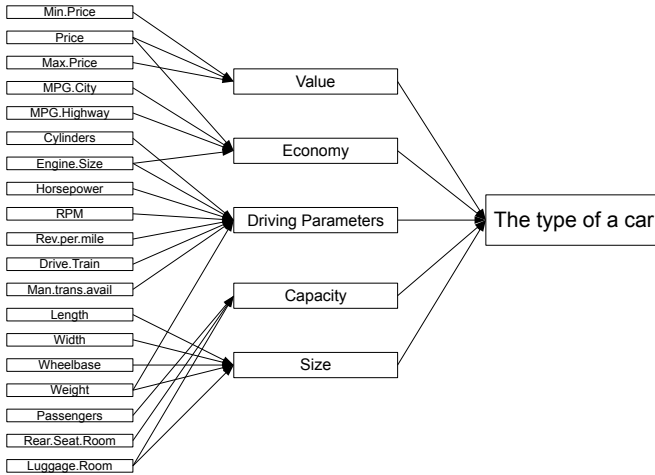 Min.Price
Price
Max.Price
MPG.City
MPG.Highway
Cylinders
Engine.Size
Horsepower
RPM
Rev.per.mile
Drive.Train
Man.trans.avail
Length
Width
Wheelbase
Weight
Passengers
Rear.Seat.Room
Luggage.Room
Value
Economy
Driving Parameters
Capacity
Size
The type of a car